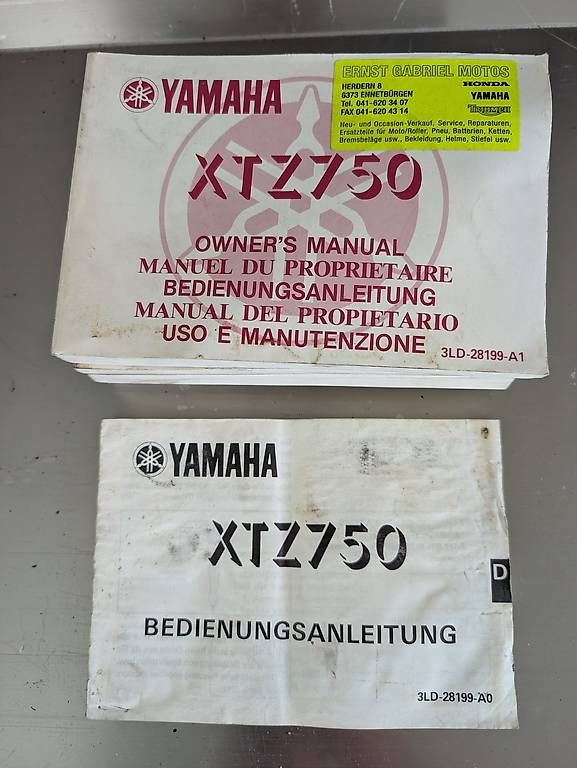 YAMAHA
ERNST GABRIEL MOTOS
HERDERN 8
6373 ENNETBÜRGEN
Tel. 041-620 34 07
FAX 041-620 43 14
HONDA
YAMAHA
TRIUMPH
Neu- und Occasion-Verkauf, Service, Reparaturen,
Ersatzteile für Moto/Roller, Pneu, Batterien, Ketten,
Bremsbeläge usw., Bekleidung, Helme, Stiefel usw.
XTZ750
OWNER'S MANUAL
MANUEL DU PROPRIETAIRE
BEDIENUNGSANLEITUNG
MANUAL DEL PROPIETARIO
USO E MANUTENZIONE
3LD-28199-A1
YAMAHA
XTZ750
D
BEDIENUNGSANLEITUNG
3LD-28199-A0